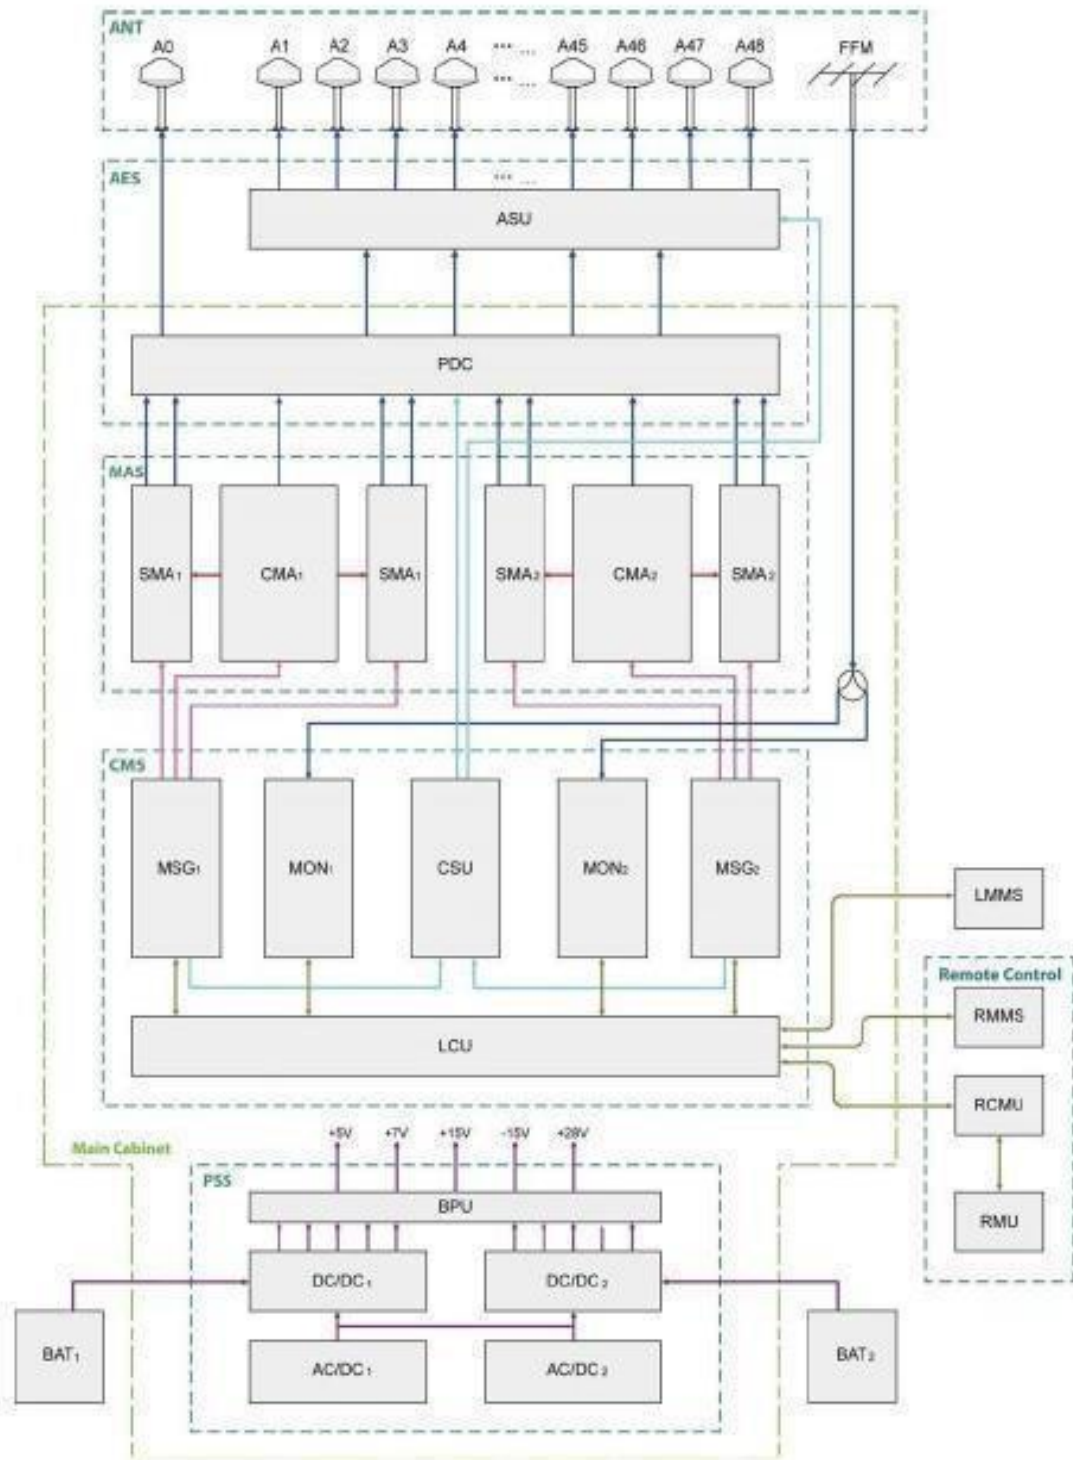 ANT
A0 A1 A2 A3 A4 ... ... A45 A46 A47 A48 FFM
... ...
AES
... ...
ASU
PDC
MAS
SMA₁ CMA₁ SMA₁ SMA₂ CMA₂ SMA₂
CMS
MSG₁ MON₁ CSU MON₂ MSG₂
LMMS
Remote Control
RMMS
LCU
RCMU
+5V +7V +15V -15V +28V
Main Cabinet
PSS
BPU
RMU
DC/DC₁ DC/DC₂
BAT₁ BAT₂
AC/DC₁ AC/DC₂